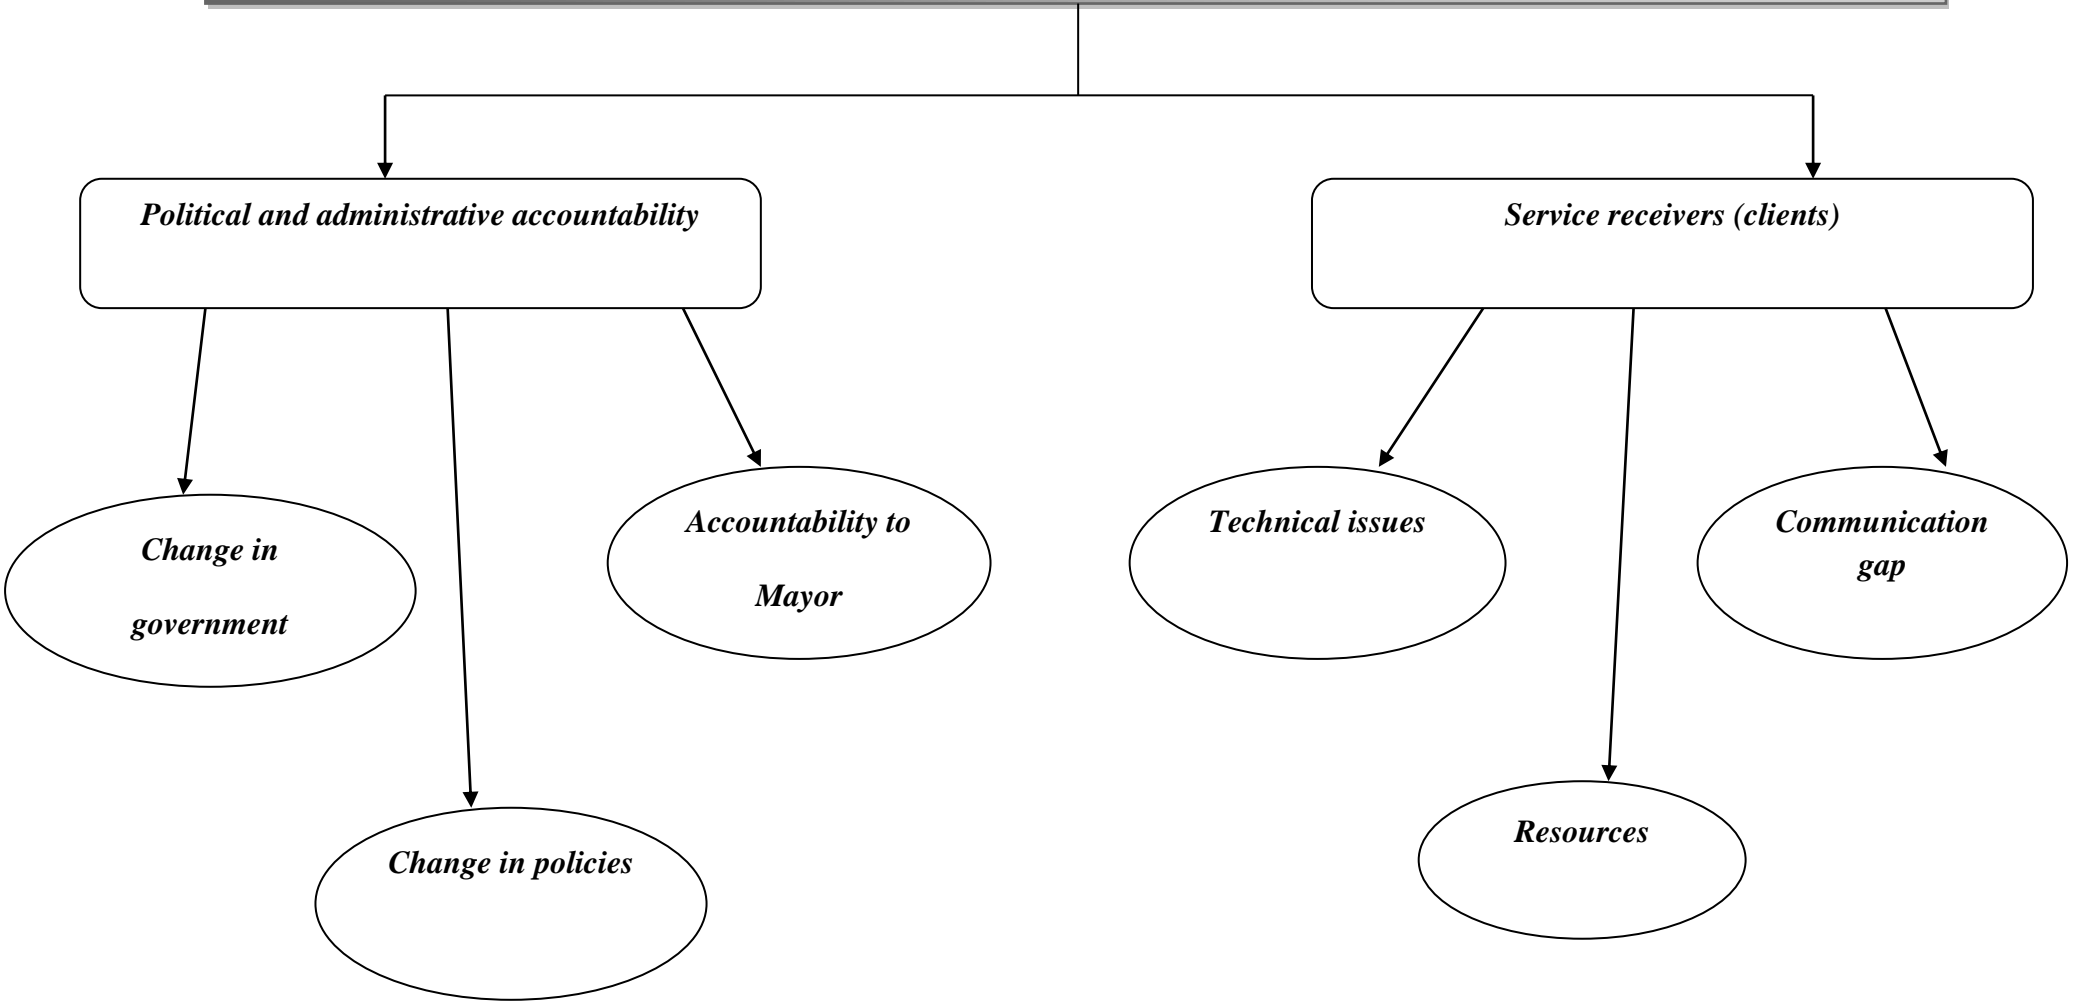 Political and administrative accountability
Service receivers (clients)
Change in
government
Change in policies
Accountability to
Mayor
Technical issues
Resources
Communication
gap